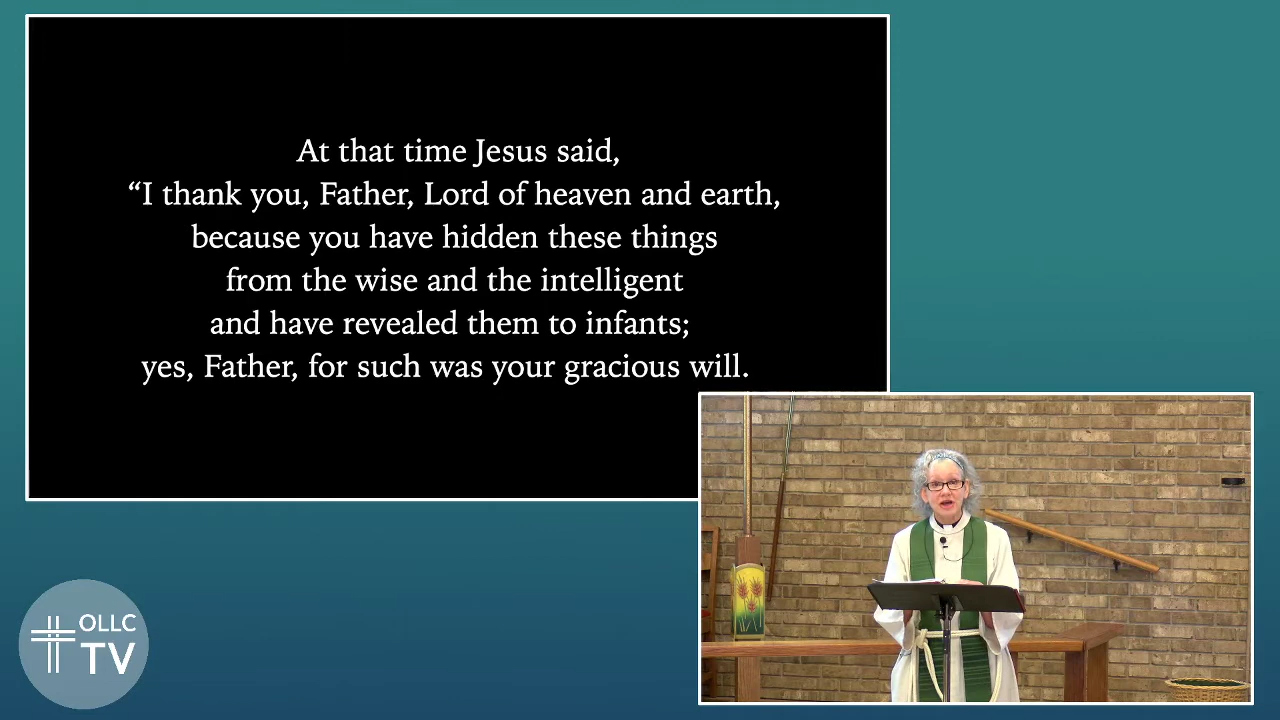 At that time Jesus said,
“I thank you, Father, Lord of heaven and earth,
because you have hidden these things
from the wise and the intelligent
and have revealed them to infants;
yes, Father, for such was your gracious will.
OLLC
TV